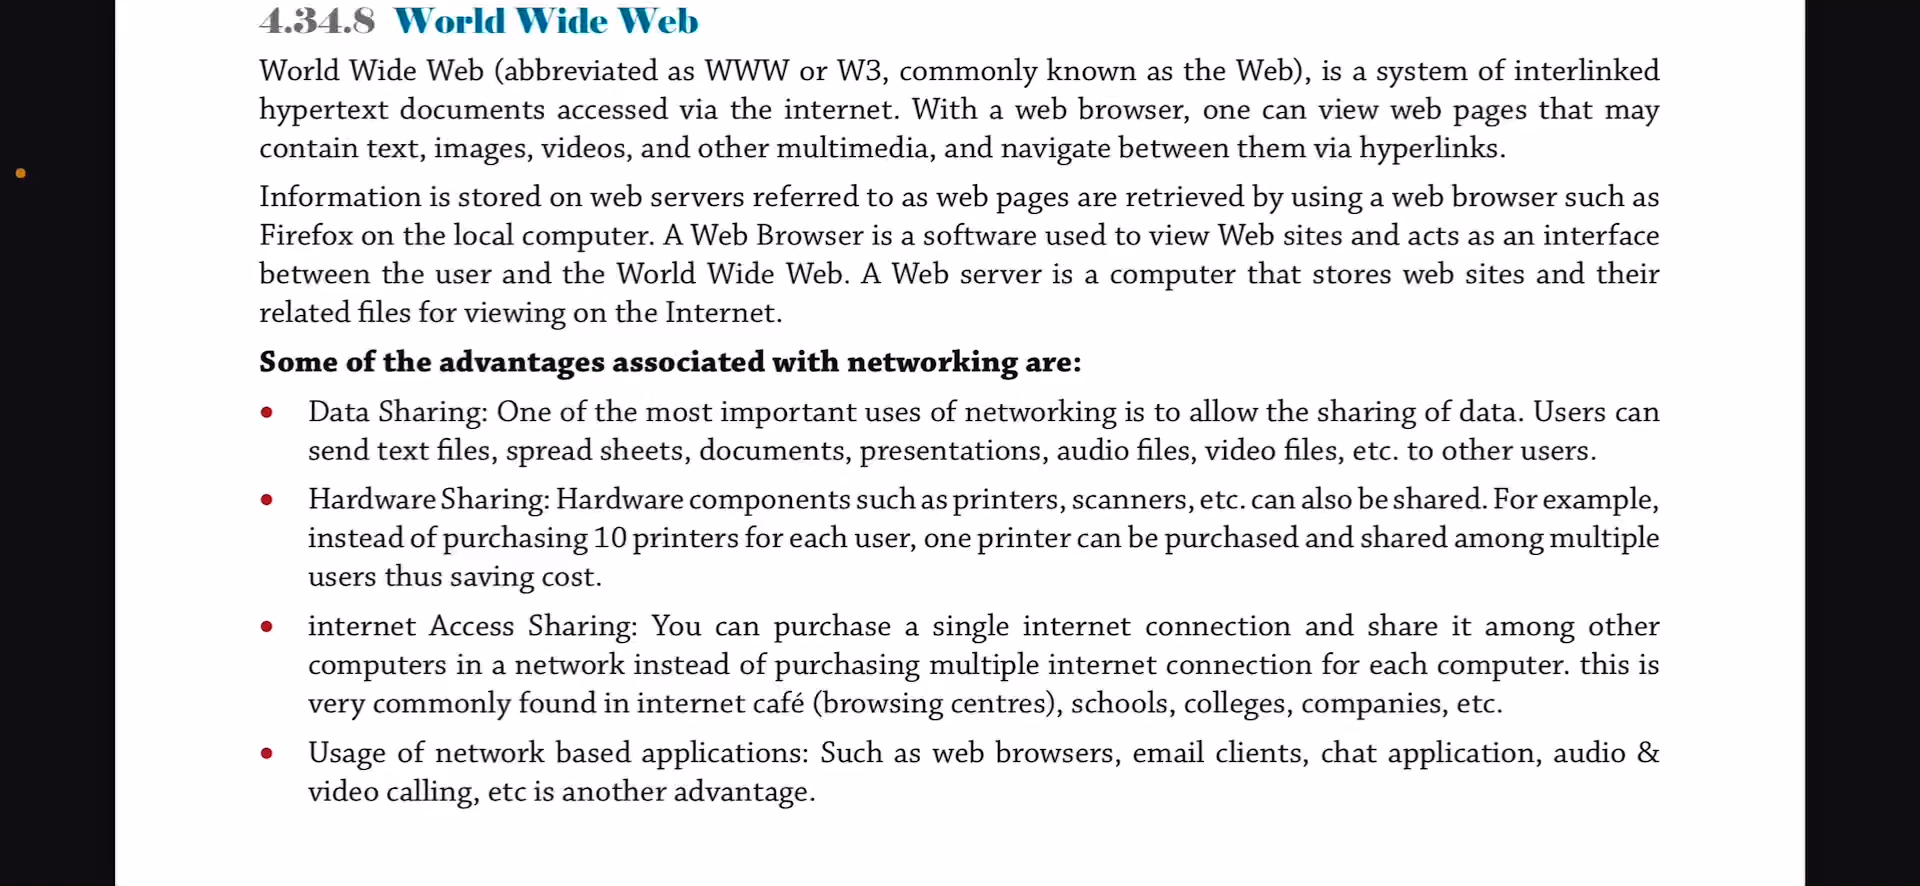 4.34.8 World Wide Web
World Wide Web (abbreviated as WWW or W3, commonly known as the Web), is a system of interlinked
hypertext documents accessed via the internet. With a web browser, one can view web pages that may
contain text, images, videos, and other multimedia, and navigate between them via hyperlinks.
Information is stored on web servers referred to as web pages are retrieved by using a web browser such as
Firefox on the local computer. A Web Browser is a software used to view Web sites and acts as an interface
between the user and the World Wide Web. A Web server is a computer that stores web sites and their
related files for viewing on the Internet.
Some of the advantages associated with networking are:
• Data Sharing: One of the most important uses of networking is to allow the sharing of data. Users can
send text files, spread sheets, documents, presentations, audio files, video files, etc. to other users.
• Hardware Sharing: Hardware components such as printers, scanners, etc. can also be shared. For example,
instead of purchasing 10 printers for each user, one printer can be purchased and shared among multiple
users thus saving cost.
• internet Access Sharing: You can purchase a single internet connection and share it among other
computers in a network instead of purchasing multiple internet connection for each computer. this is
very commonly found in internet café (browsing centres), schools, colleges, companies, etc.
• Usage of network based applications: Such as web browsers, email clients, chat application, audio &
video calling, etc is another advantage.